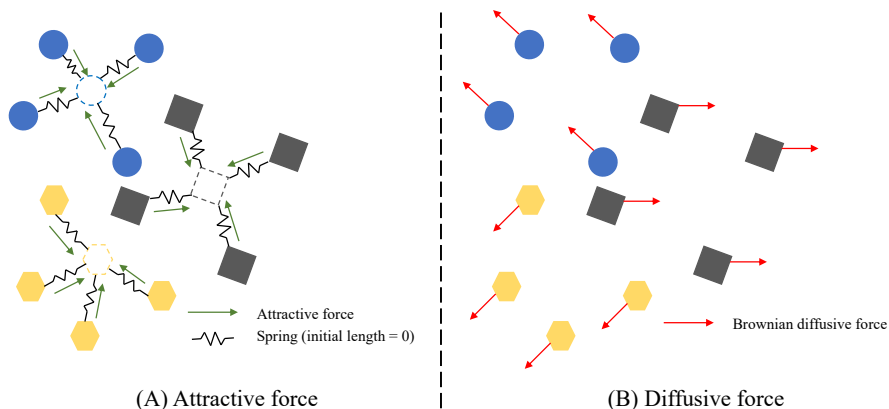 Attractive force
Spring (initial length = 0)
Brownian diffusive force
(A) Attractive force
(B) Diffusive force